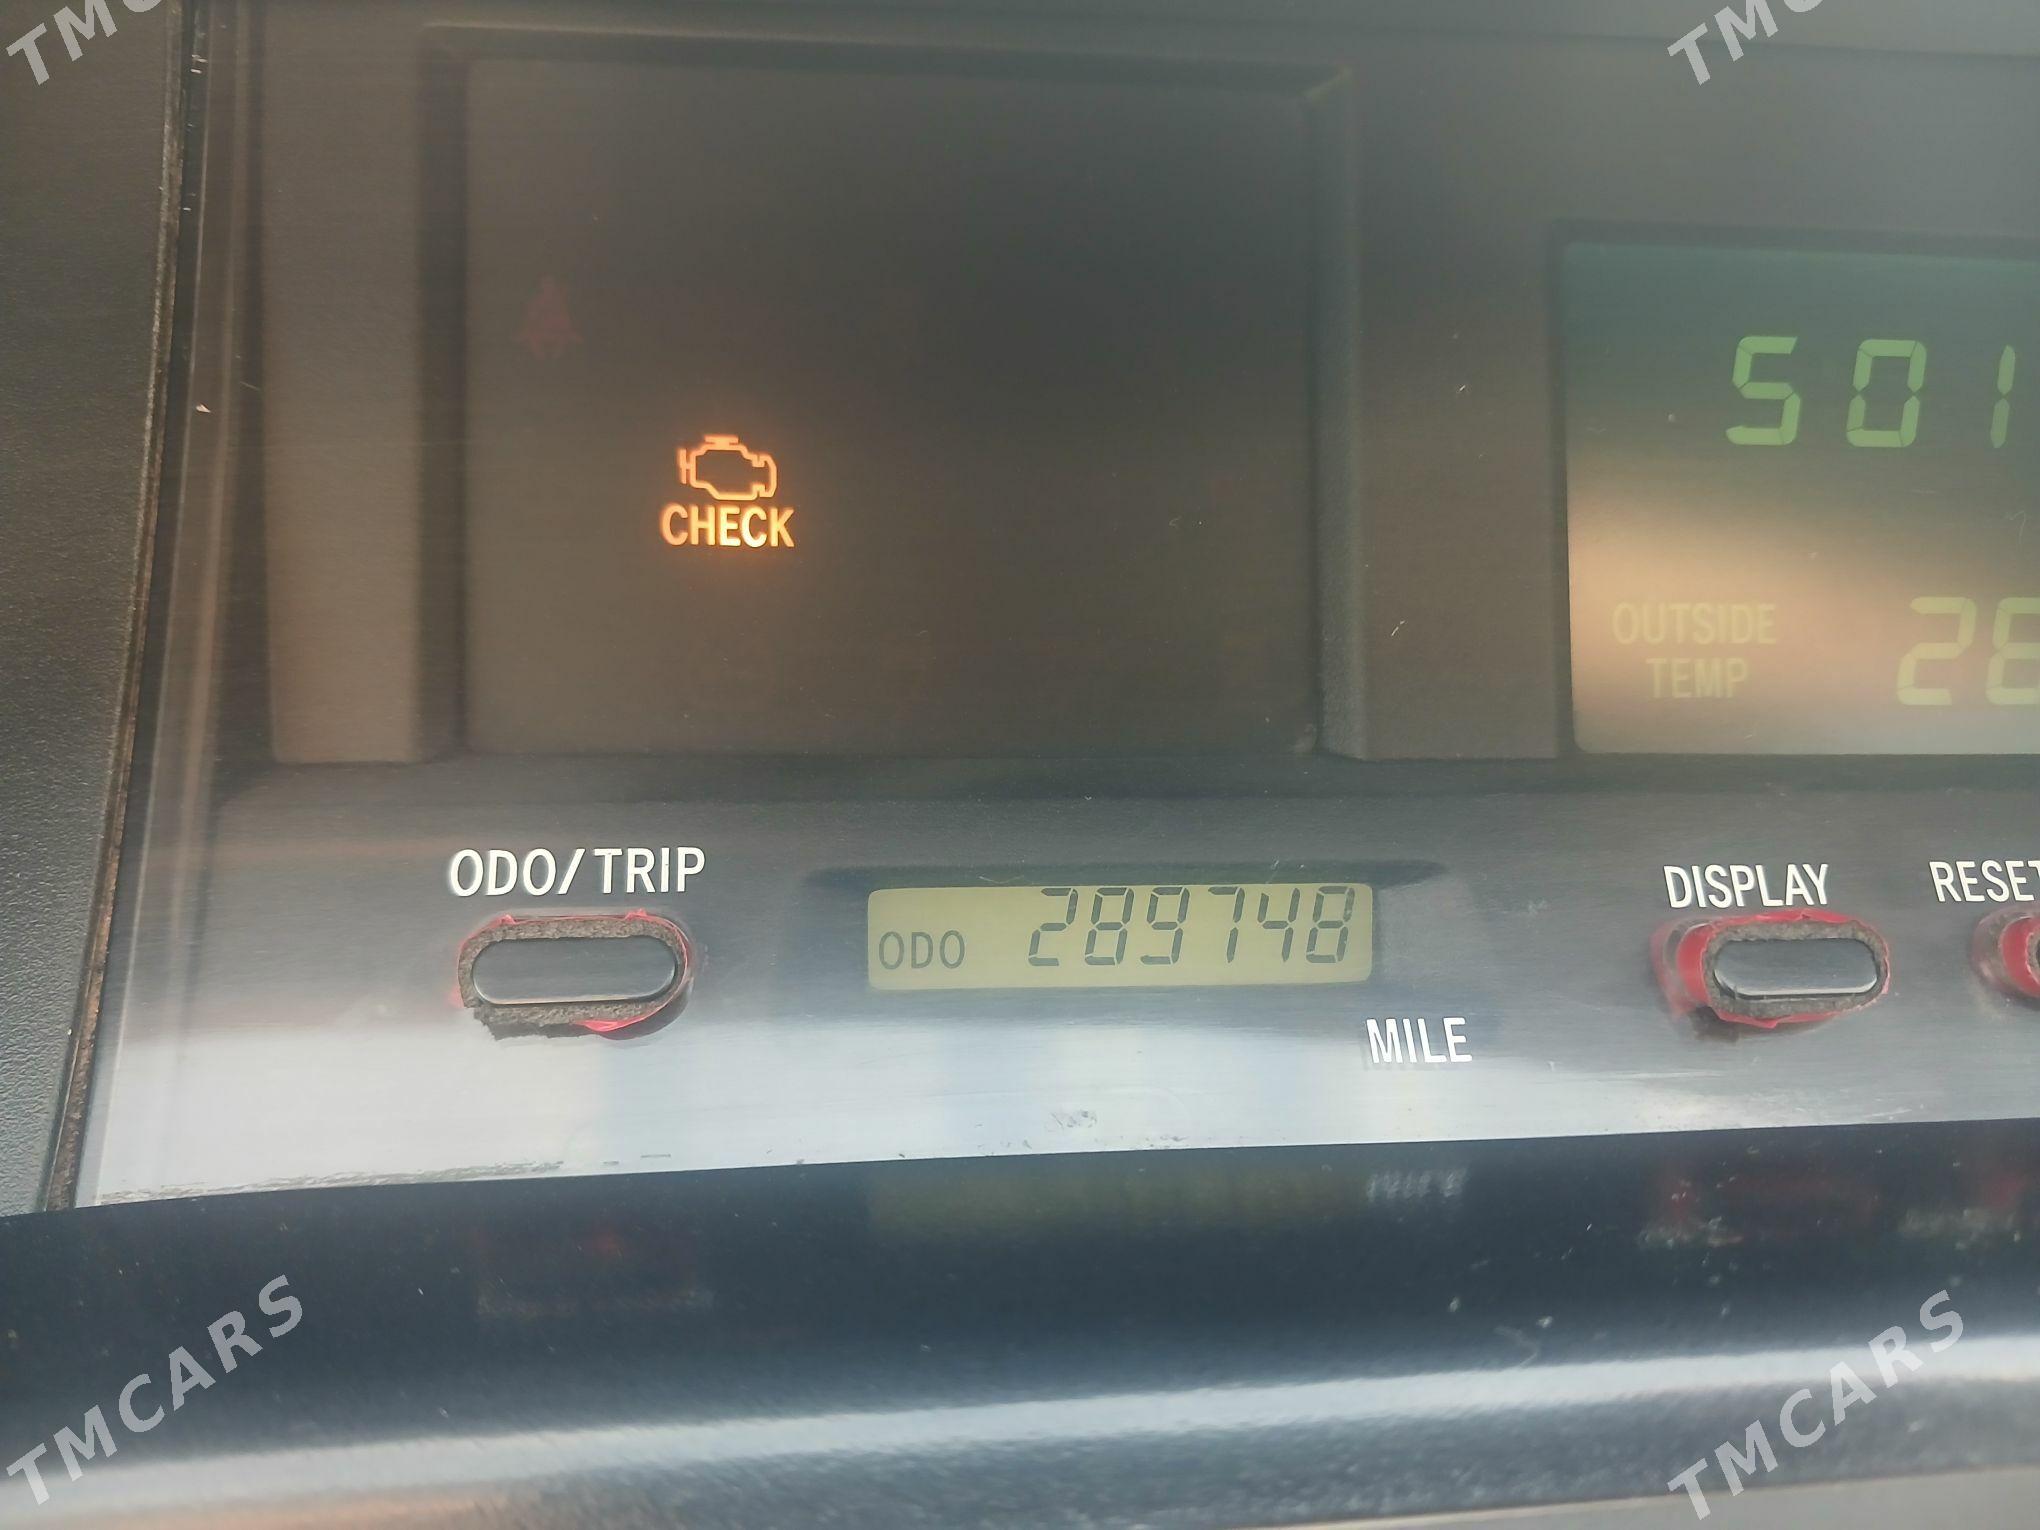 TMC
TMC
501
CHECK
OUTSIDE
TEMP
28
ODO/TRIP
DISPLAY
RESET
ODO 289748
MILE
TMCARS
TMCARS